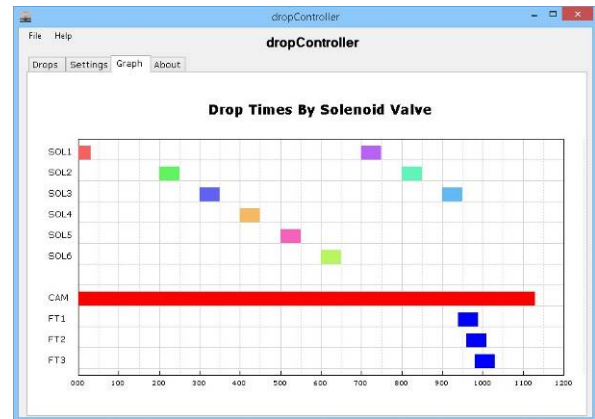 dropController
File Help
dropController
Drops Settings Graph About
Drop Times By Solenoid Valve
SOL1
SOL2
SOL3
SOL4
SOL5
SOL6
CAM
FT1
FT2
FT3
000 100 200 300 400 500 600 700 800 900 1000 1100 1200